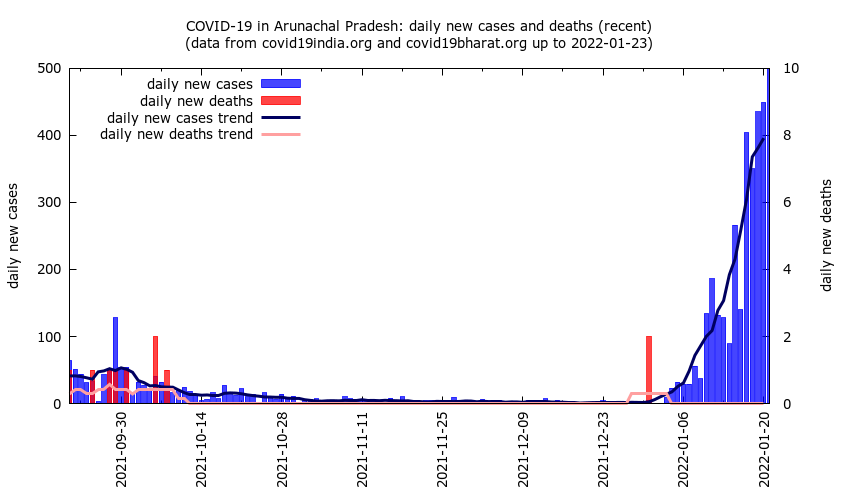 COVID-19 in Arunachal Pradesh: daily new cases and deaths (recent)
(data from covid19india.org and covid19bharat.org up to 2022-01-23)
daily new cases
daily new deaths
daily new cases trend
daily new deaths trend
500
400
300
200
100
0
10
8
6
4
2
0
daily new cases
daily new deaths
2021-09-30
2021-10-14
2021-10-28
2021-11-11
2021-11-25
2021-12-09
2021-12-23
2022-01-06
2022-01-20